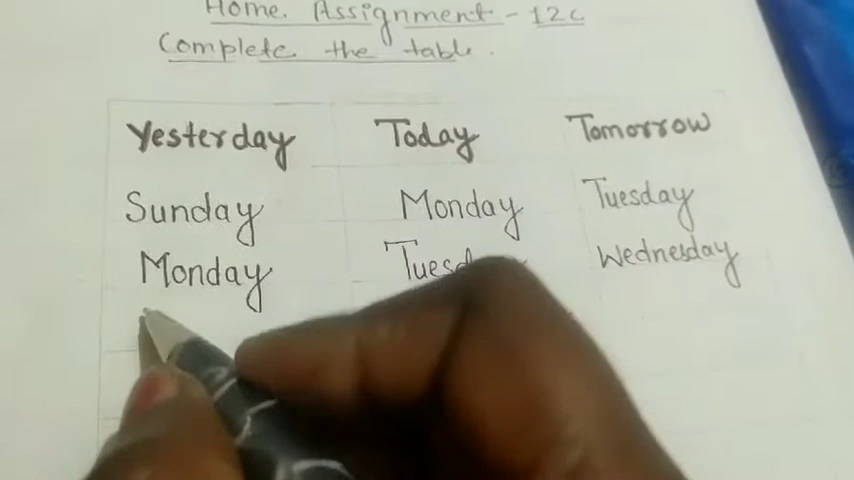 Home. Assignment - 12c
Complete the table.
Yesterday Today Tomorrow
Sunday Monday Tuesday
Monday Wednesday